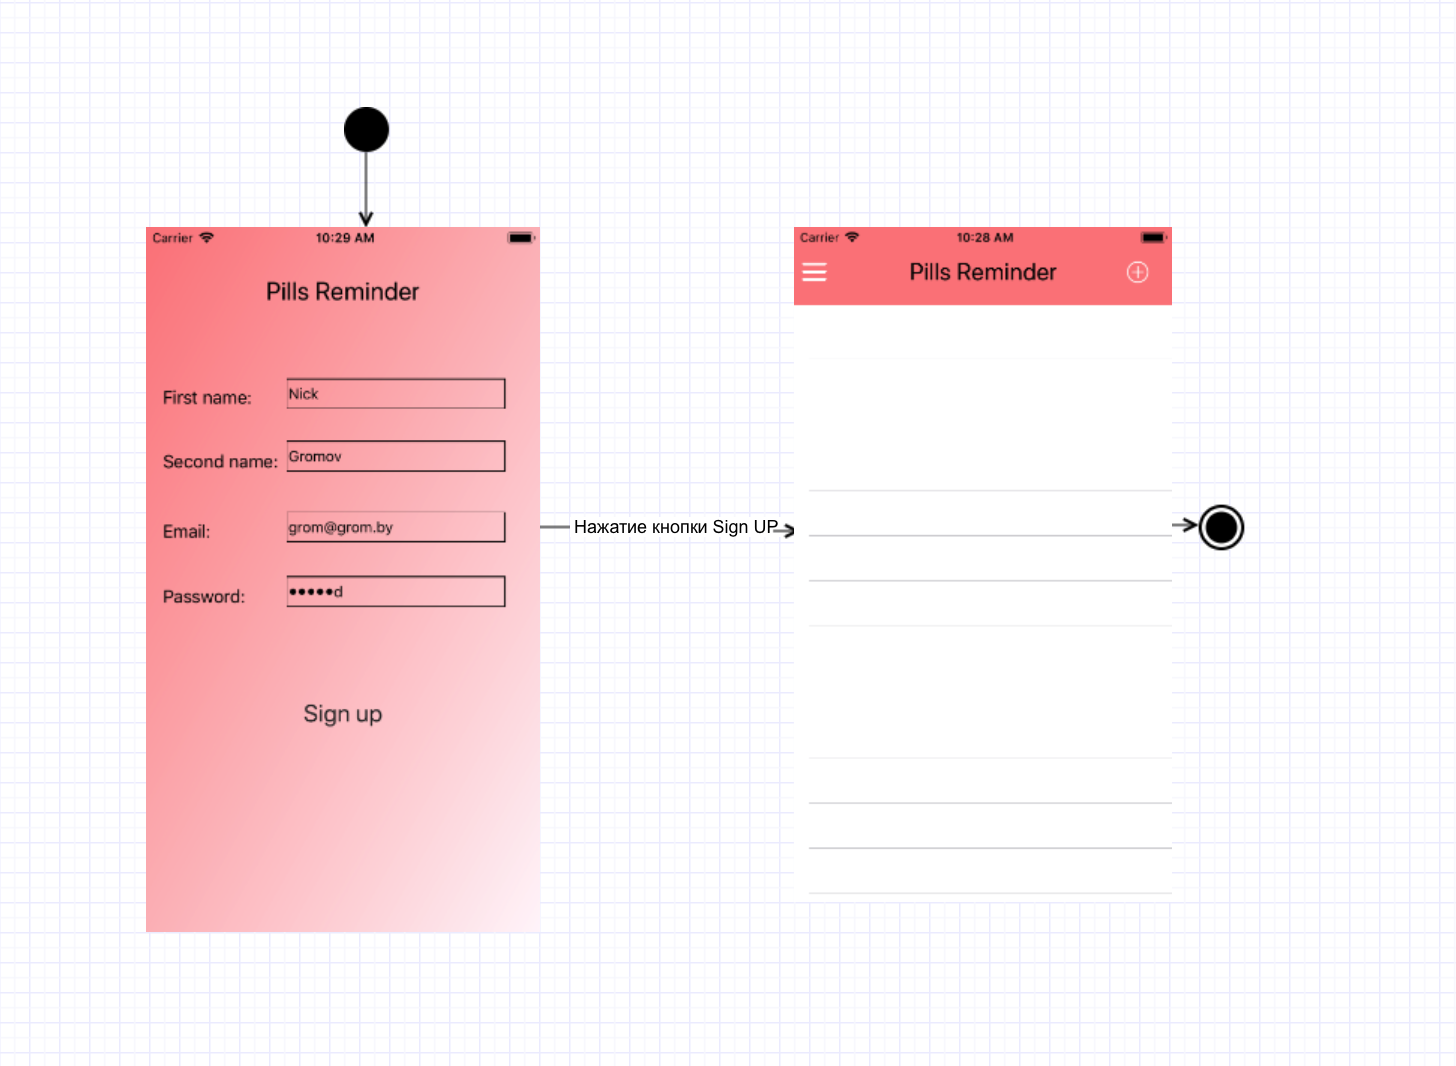 Carrier 10:29 AM
Pills Reminder
First name: Nick
Second name: Gromov
Email: grom@grom.by
Password: •••••d
Sign up
Нажатие кнопки Sign UP
Carrier 10:28 AM
Pills Reminder